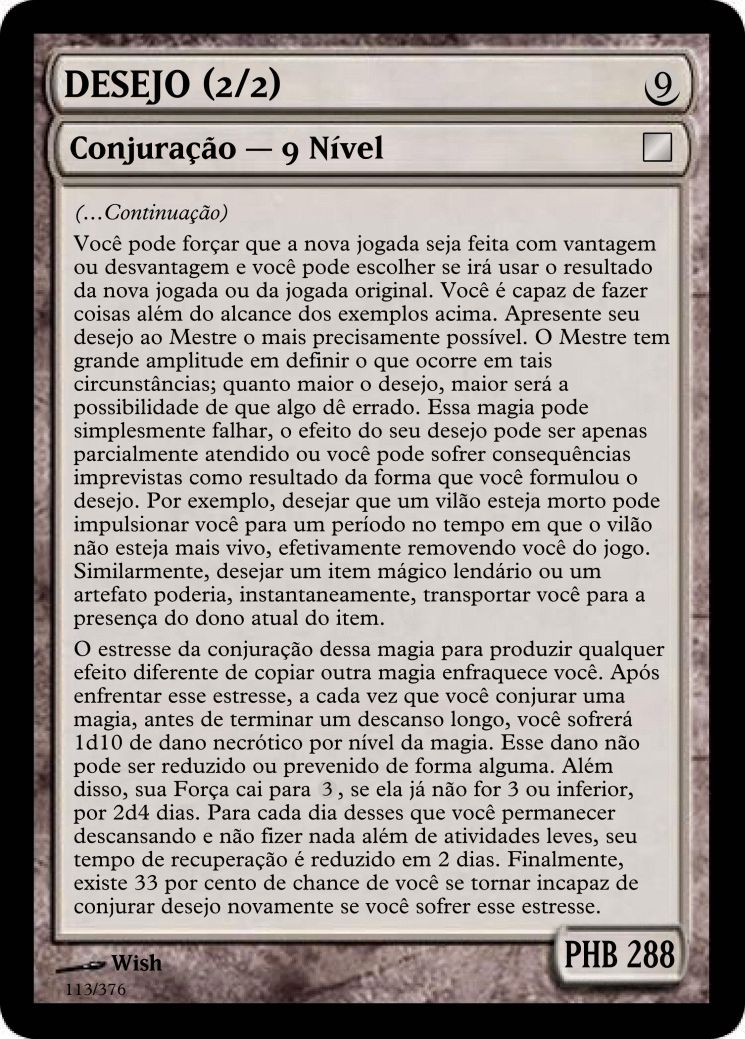 DESEJO (2/2)
9
Conjuração — 9 Nível
(...Continuação)
Você pode forçar que a nova jogada seja feita com vantagem
ou desvantagem e você pode escolher se irá usar o resultado
da nova jogada ou da jogada original. Você é capaz de fazer
coisas além do alcance dos exemplos acima. Apresente seu
desejo ao Mestre o mais precisamente possível. O Mestre tem
grande amplitude em definir o que ocorre em tais
circunstâncias; quanto maior o desejo, maior será a
possibilidade de que algo dê errado. Essa magia pode
simplesmente falhar, o efeito do seu desejo pode ser apenas
parcialmente atendido ou você pode sofrer consequências
imprevistas como resultado da forma que você formulou o
desejo. Por exemplo, desejar que um vilão esteja morto pode
impulsionar você para um período no tempo em que o vilão
não esteja mais vivo, efetivamente removendo você do jogo.
Similarmente, desejar um item mágico lendário ou um
artefato poderia, instantaneamente, transportar você para a
presença do dono atual do item.
O estresse da conjuração dessa magia para produzir qualquer
efeito diferente de copiar outra magia enfraquece você. Após
enfrentar esse estresse, a cada vez que você conjurar uma
magia, antes de terminar um descanso longo, você sofrerá
1d10 de dano necrótico por nível da magia. Esse dano não
pode ser reduzido ou prevenido de forma alguma. Além
disso, sua Força cai para 3, se ela já não for 3 ou inferior,
por 2d4 dias. Para cada dia desses que você permanecer
descansando e não fizer nada além de atividades leves, seu
tempo de recuperação é reduzido em 2 dias. Finalmente,
existe 33 por cento de chance de você se tornar incapaz de
conjurar desejo novamente se você sofrer esse estresse.
Wish
PHB 288
113/376